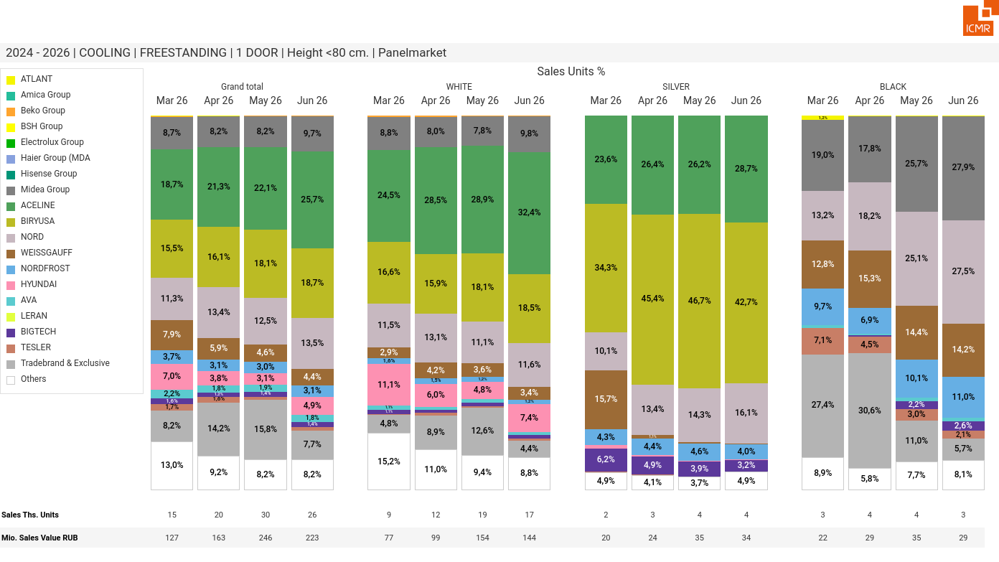 ICMR
2024 - 2026 | COOLING | FREESTANDING | 1 DOOR | Height <80 cm. | Panelmarket
ATLANT
Amica Group
Beko Group
BSH Group
Electrolux Group
Haier Group (MDA
Hisense Group
Midea Group
ACELINE
BIRYUSA
NORD
WEISSGAUFF
NORDFROST
HYUNDAI
AVA
LERAN
BIGTECH
TESLER
Tradebrand & Exclusive
Others
Sales Units %
Grand total
Mar 26 Apr 26 May 26 Jun 26
8,7% 8,2% 8,2% 9,7%
18,7% 21,3% 22,1% 25,7%
15,5% 16,1% 18,1% 18,7%
11,3% 13,4% 12,5% 13,5%
7,9% 5,9% 4,6% 4,4%
3,7% 3,1% 3,0% 3,1%
7,0% 3,8% 3,1% 4,9%
2,2% 1,8% 1,9% 1,8%
1,6% 1,2% 1,4% 1,4%
1,7% 1,6%
8,2% 14,2% 15,8% 7,7%
13,0% 9,2% 8,2% 8,2%
WHITE
Mar 26 Apr 26 May 26 Jun 26
8,8% 8,0% 7,8% 9,8%
24,5% 28,5% 28,9% 32,4%
16,6% 15,9% 18,1% 18,5%
11,5% 13,1% 11,1% 11,6%
2,9% 4,2% 3,6% 3,4%
1,6% 1,5% 1,2% 1,2%
11,1% 6,0% 4,8% 7,4%
1,1%
1,1%
4,8% 8,9% 12,6% 4,4%
15,2% 11,0% 9,4% 8,8%
SILVER
Mar 26 Apr 26 May 26 Jun 26
23,6% 26,4% 26,2% 28,7%
34,3% 45,4% 46,7% 42,7%
10,1% 13,4% 14,3% 16,1%
15,7% 1,1%
4,3% 4,4% 4,6% 4,0%
6,2% 4,9% 3,9% 3,2%
4,9% 4,1% 3,7% 4,9%
BLACK
Mar 26 Apr 26 May 26 Jun 26
1,2%
19,0% 17,8% 25,7% 27,9%
13,2% 18,2% 25,1% 27,5%
12,8% 15,3% 14,4% 14,2%
9,7% 6,9% 10,1% 11,0%
2,2% 2,6%
7,1% 4,5% 3,0% 2,1%
27,4% 30,6% 11,0% 5,7%
8,9% 5,8% 7,7% 8,1%
Sales Ths. Units 15 20 30 26 9 12 19 17 2 3 4 4 3 4 4 3
Mio. Sales Value RUB 127 163 246 223 77 99 154 144 20 24 35 34 22 29 35 29